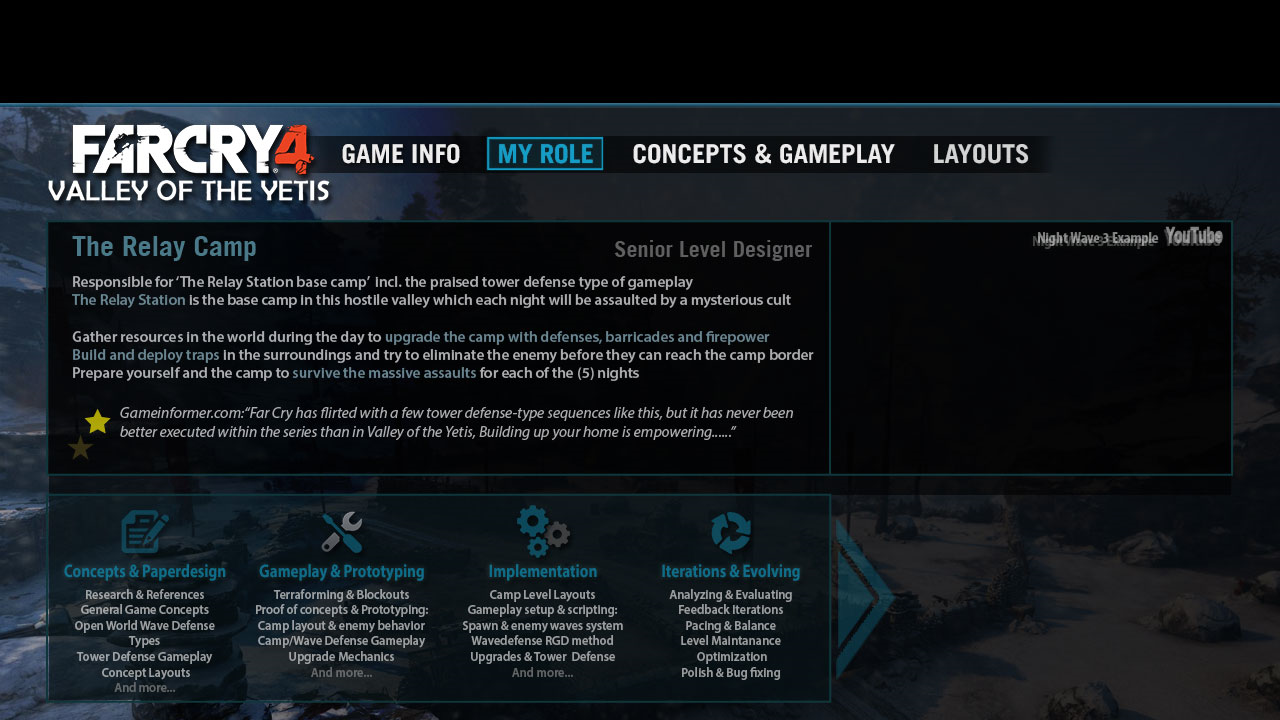 FARCRY4
VALLEY OF THE YETIS
GAME INFO
MY ROLE
CONCEPTS & GAMEPLAY
LAYOUTS
The Relay Camp
Senior Level Designer
Responsible for ‘The Relay Station base camp’ incl. the praised tower defense type of gameplay
The Relay Station is the base camp in this hostile valley which each night will be assaulted by a mysterious cult
Gather resources in the world during the day to upgrade the camp with defenses, barricades and firepower
Build and deploy traps in the surroundings and try to eliminate the enemy before they can reach the camp border
Prepare yourself and the camp to survive the massive assaults for each of the (5) nights
Gameinformer.com:“Far Cry has flirted with a few tower defense-type sequences like this, but it has never been
better executed within the series than in Valley of the Yetis, Building up your home is empowering......”
Night Wave 3 Example YouTube
Concepts & Paperdesign
Research & References
General Game Concepts
Open World Wave Defense
Types
Tower Defense Gameplay
Concept Layouts
And more...
Gameplay & Prototyping
Terraforming & Blockouts
Proof of concepts & Prototyping:
Camp layout & enemy behavior
Camp/Wave Defense Gameplay
Upgrade Mechanics
And more...
Implementation
Camp Level Layouts
Gameplay setup & scripting:
Spawn & enemy waves system
Wavedefense RGD method
Upgrades & Tower Defense
And more...
Iterations & Evolving
Analyzing & Evaluating
Feedback Iterations
Pacing & Balance
Level Maintanance
Optimization
Polish & Bug fixing